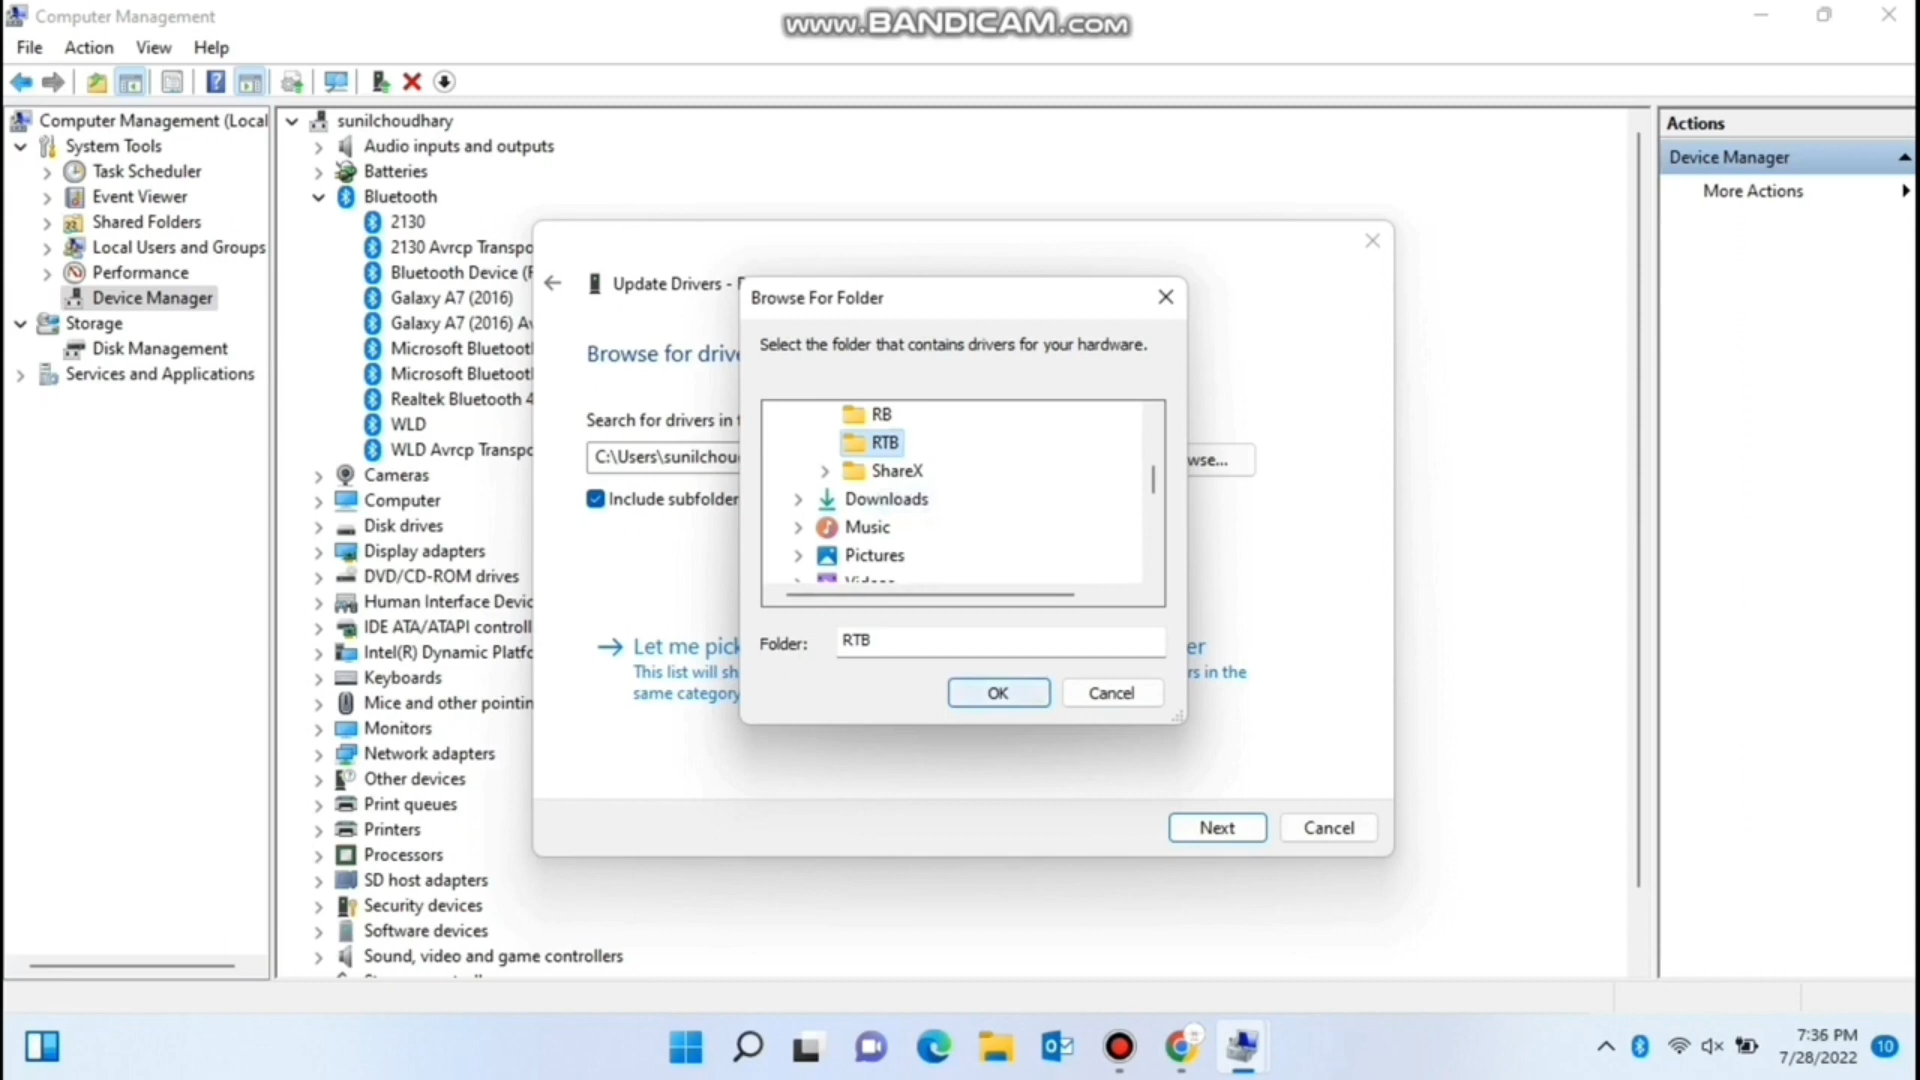 Computer Management
www.BANDICAM.com
File Action View Help
Computer Management (Local
System Tools
Task Scheduler
Event Viewer
Shared Folders
Local Users and Groups
Performance
Device Manager
Storage
Disk Management
Services and Applications
sunilchoudhary
Audio inputs and outputs
Batteries
Bluetooth
2130
2130 Avrcp Transpo
Bluetooth Device (
Galaxy A7 (2016)
Galaxy A7 (2016) Av
Microsoft Bluetoot
Microsoft Bluetoot
Realtek Bluetooth 4
WLD
WLD Avrcp Transpo
Cameras
Computer
Disk drives
Display adapters
DVD/CD-ROM drives
Human Interface Devic
IDE ATA/ATAPI controll
Intel(R) Dynamic Platfo
Keyboards
Mice and other pointin
Monitors
Network adapters
Other devices
Print queues
Printers
Processors
SD host adapters
Security devices
Software devices
Sound, video and game controllers
Update Drivers -
Browse for drive
Search for drivers in
C:\Users\sunilchou
wse...
Include subfolder
Let me pick
er
This list will sh
rs in the
same category
Next
Cancel
Browse For Folder
Select the folder that contains drivers for your hardware.
RB
RTB
ShareX
Downloads
Music
Pictures
Videos
Folder: RTB
OK
Cancel
Actions
Device Manager
More Actions
7:36 PM
7/28/2022
10